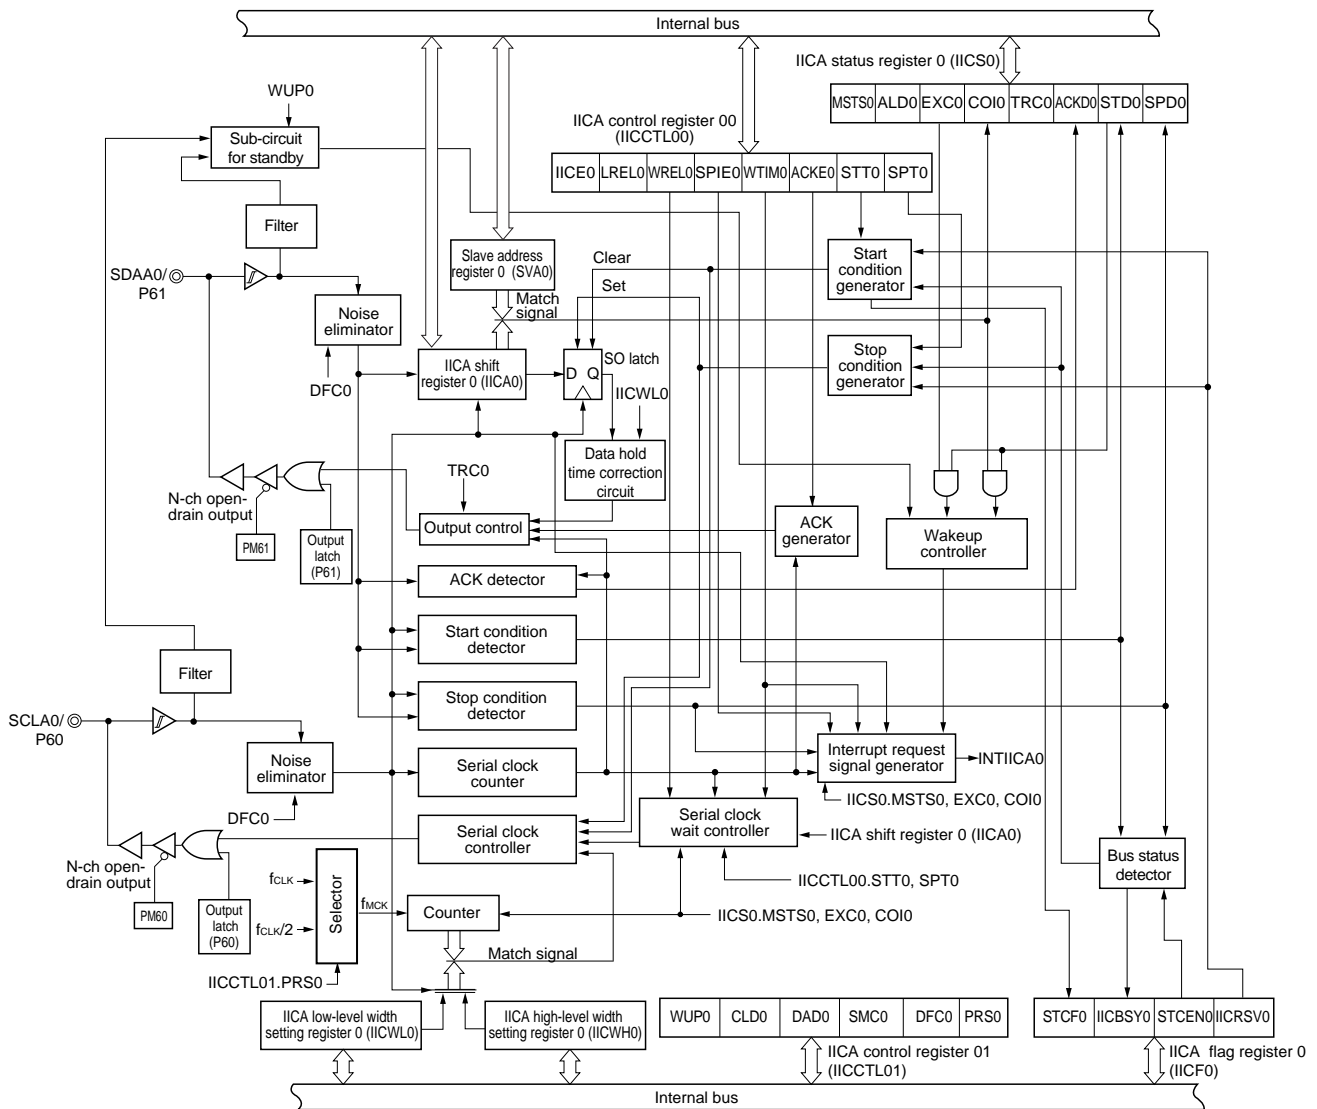 Internal bus
IICA status register 0 (IICS0)
MSTS0 ALD0 EXC0 COI0 TRC0 ACKD0 STD0 SPD0
WUP0
Sub-circuit
for standby
IICA control register 00
(IICCTL00)
IICE0 LREL0 WREL0 SPIE0 WTIM0 ACKE0 STT0 SPT0
Filter
Slave address
register 0 (SVA0)
Clear
Set
Start
condition
generator
SDAA0/
P61
Noise
eliminator
Match
signal
DFC0
IICA shift
register 0 (IICA0)
SO latch
D Q
IICWL0
Stop
condition
generator
Data hold
time correction
circuit
TRC0
N-ch open-
drain output
PM61
Output
latch
(P61)
Output control
ACK
generator
Wakeup
controller
ACK detector
Start condition
detector
Filter
Stop condition
detector
SCLA0/
P60
Noise
eliminator
DFC0
Serial clock
counter
Interrupt request
signal generator
INTIICA0
IICS0.MSTS0, EXC0, COI0
Serial clock
wait controller
IICA shift register 0 (IICA0)
Serial clock
controller
IICCTL00.STT0, SPT0
Bus status
detector
N-ch open-
drain output
PM60
Output
latch
(P60)
fCLK
fCLK/2
Selector
fMCK
Counter
IICS0.MSTS0, EXC0, COI0
Match signal
IICCTL01.PRS0
IICA low-level width
setting register 0 (IICWL0)
IICA high-level width
setting register 0 (IICWH0)
WUP0 CLD0 DAD0 SMC0 DFC0 PRS0
IICA control register 01
(IICCTL01)
STCF0 IICBSY0 STCEN0 IICRSV0
IICA flag register 0
(IICF0)
Internal bus